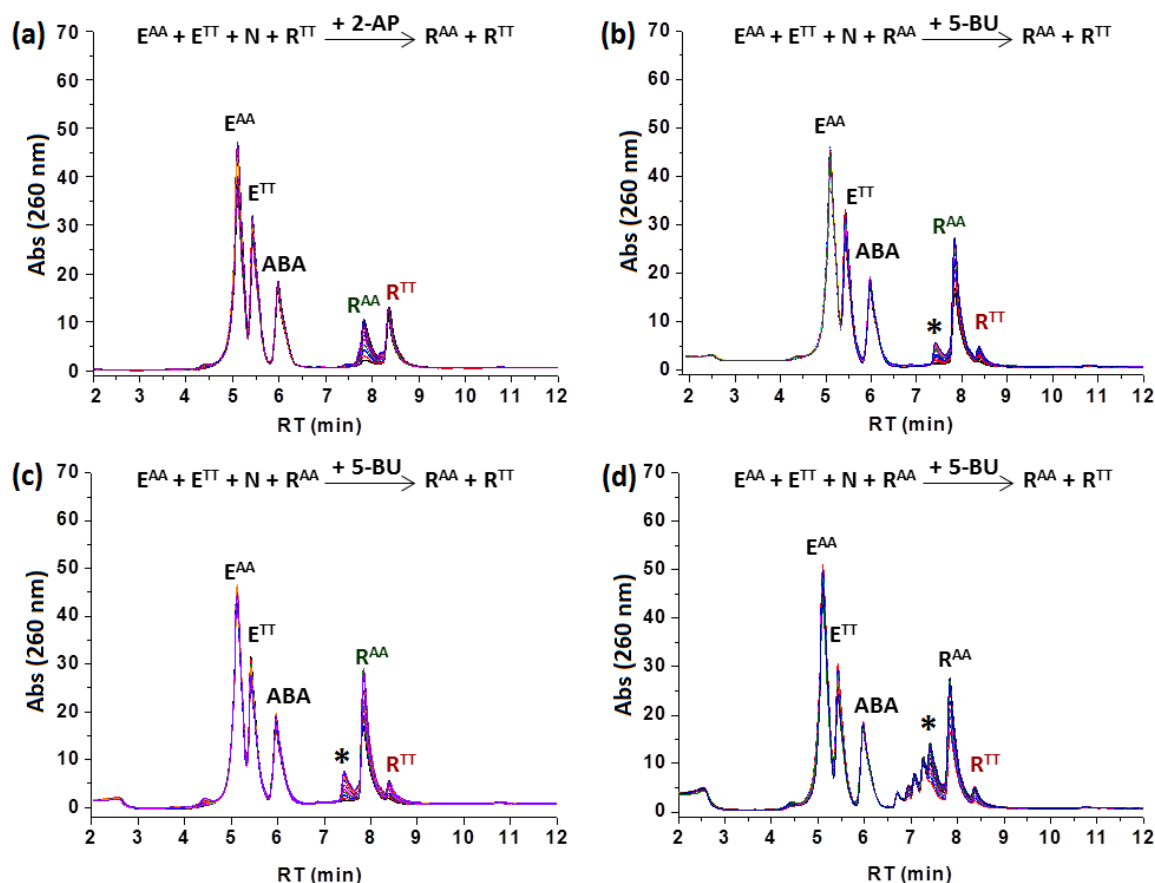 (a)
E^AA + E^TT + N + R^TT + 2-AP → R^AA + R^TT
70
60
50
40
30
20
10
0
Abs (260 nm)
E^AA
E^TT
ABA
R^AA
R^TT
2 3 4 5 6 7 8 9 10 11 12
RT (min)
(b)
E^AA + E^TT + N + R^AA + 5-BU → R^AA + R^TT
70
60
50
40
30
20
10
0
Abs (260 nm)
E^AA
E^TT
ABA
R^AA
*
R^TT
2 3 4 5 6 7 8 9 10 11 12
RT (min)
(c)
E^AA + E^TT + N + R^AA + 5-BU → R^AA + R^TT
70
60
50
40
30
20
10
0
Abs (260 nm)
E^AA
E^TT
ABA
R^AA
*
R^TT
2 3 4 5 6 7 8 9 10 11 12
RT (min)
(d)
E^AA + E^TT + N + R^AA + 5-BU → R^AA + R^TT
70
60
50
40
30
20
10
0
Abs (260 nm)
E^AA
E^TT
ABA
R^AA
*
R^TT
2 3 4 5 6 7 8 9 10 11 12
RT (min)